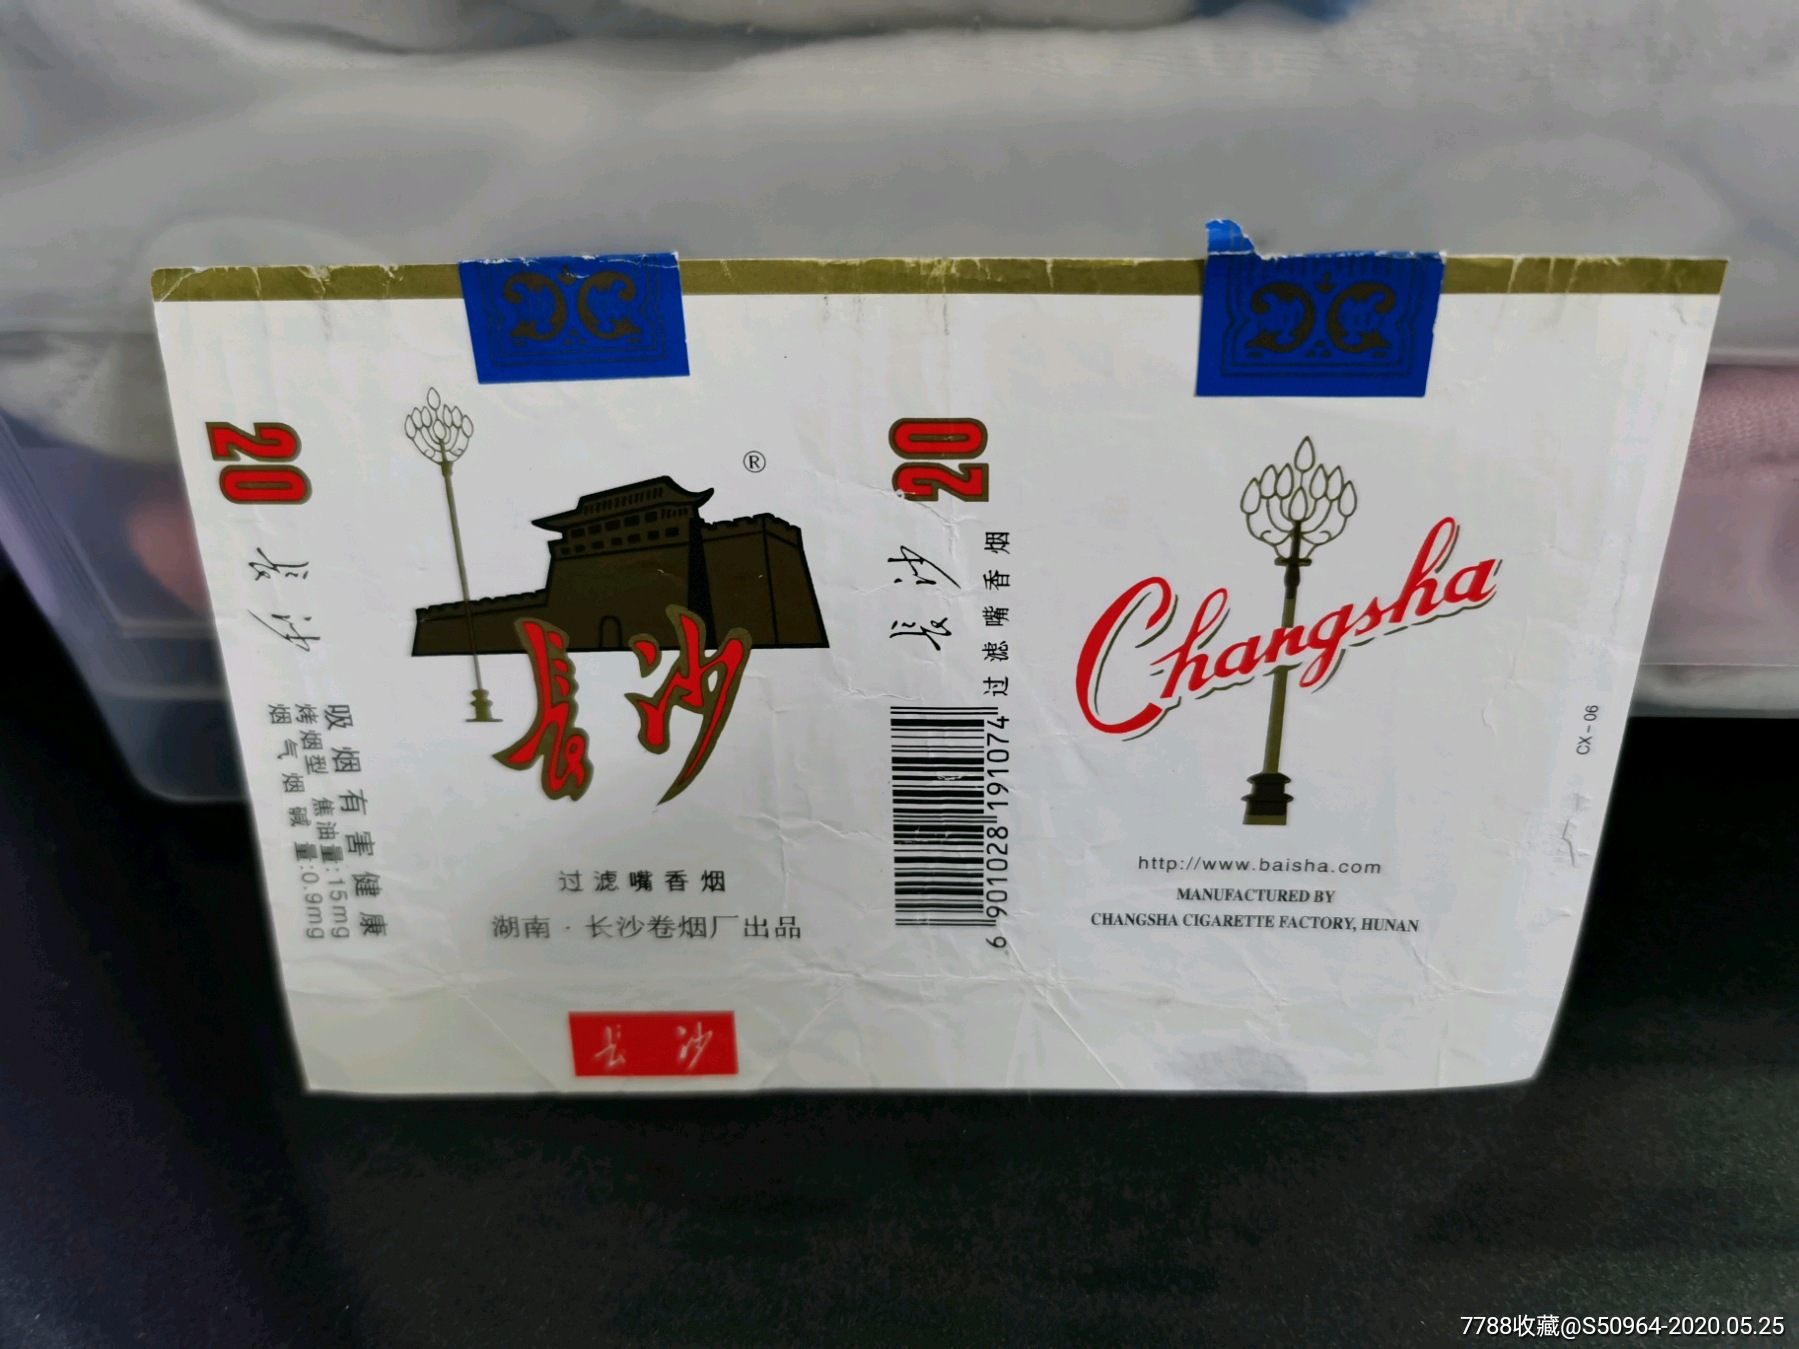 20
長沙
吸烟有害健康
烤烟型 焦油量:15mg
烟气烟碱量:0.9mg
®
長沙
过滤嘴香烟
湖南·长沙卷烟厂出品
长沙
20
長沙
过滤嘴香烟
6 901028 191074
Changsha
http://www.baisha.com
MANUFACTURED BY
CHANGSHA CIGARETTE FACTORY, HUNAN
CX-06
7788收藏@S50964-2020.05.25